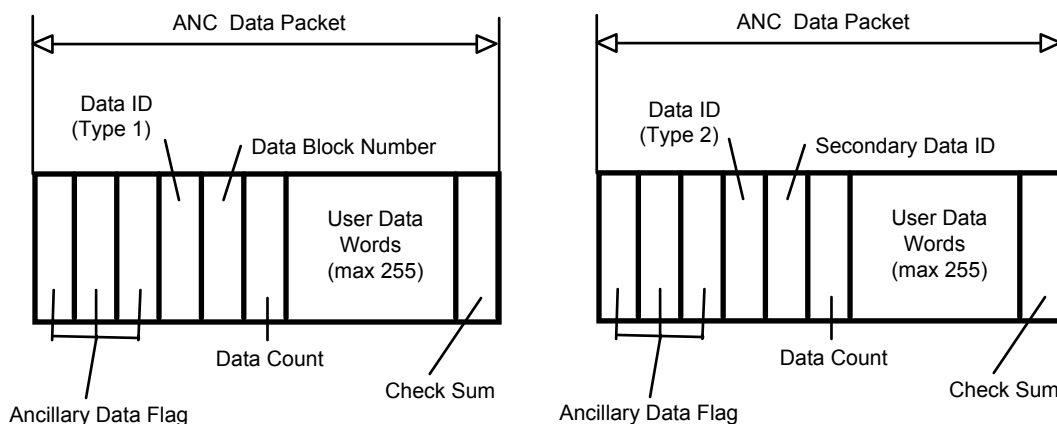 ANC Data Packet
Data ID
(Type 1)
Data Block Number
User Data
Words
(max 255)
Data Count
Check Sum
Ancillary Data Flag
ANC Data Packet
Data ID
(Type 2)
Secondary Data ID
User Data
Words
(max 255)
Data Count
Check Sum
Ancillary Data Flag